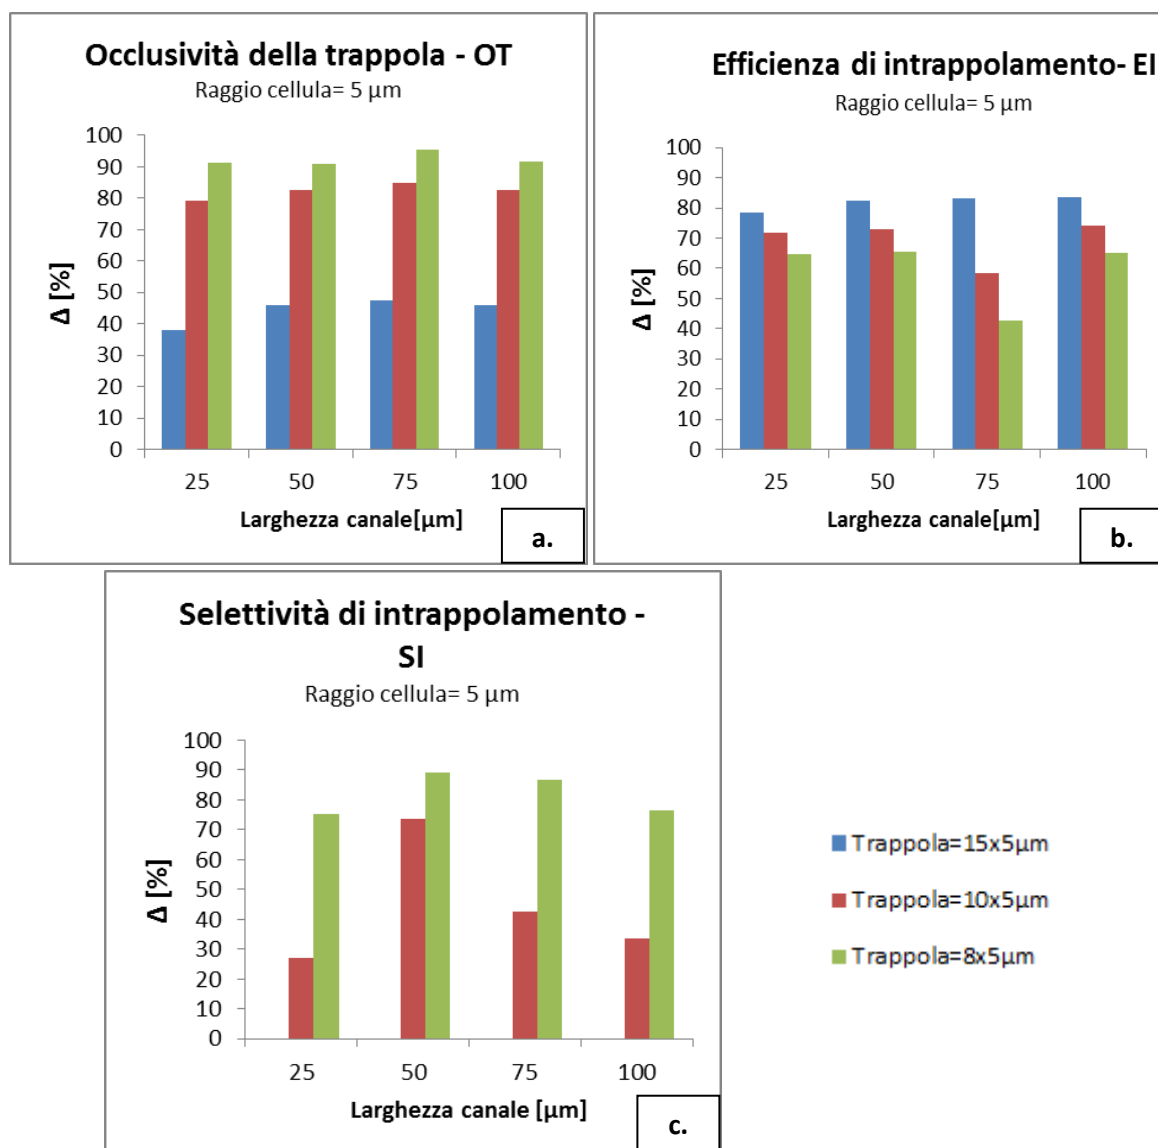 Occlusività della trappola - OT
Raggio cellula= 5 µm
100
90
80
70
60
50
40
30
20
10
0
Δ [%]
25 50 75 100
Larghezza canale[µm]
a.
Efficienza di intrappolamento- EI
Raggio cellula= 5 µm
100
90
80
70
60
50
40
30
20
10
0
Δ [%]
25 50 75 100
Larghezza canale[µm]
b.
Selettività di intrappolamento -
SI
Raggio cellula= 5 µm
100
90
80
70
60
50
40
30
20
10
0
Δ [%]
25 50 75 100
Larghezza canale [µm]
c.
Trappola=15x5µm
Trappola=10x5µm
Trappola=8x5µm